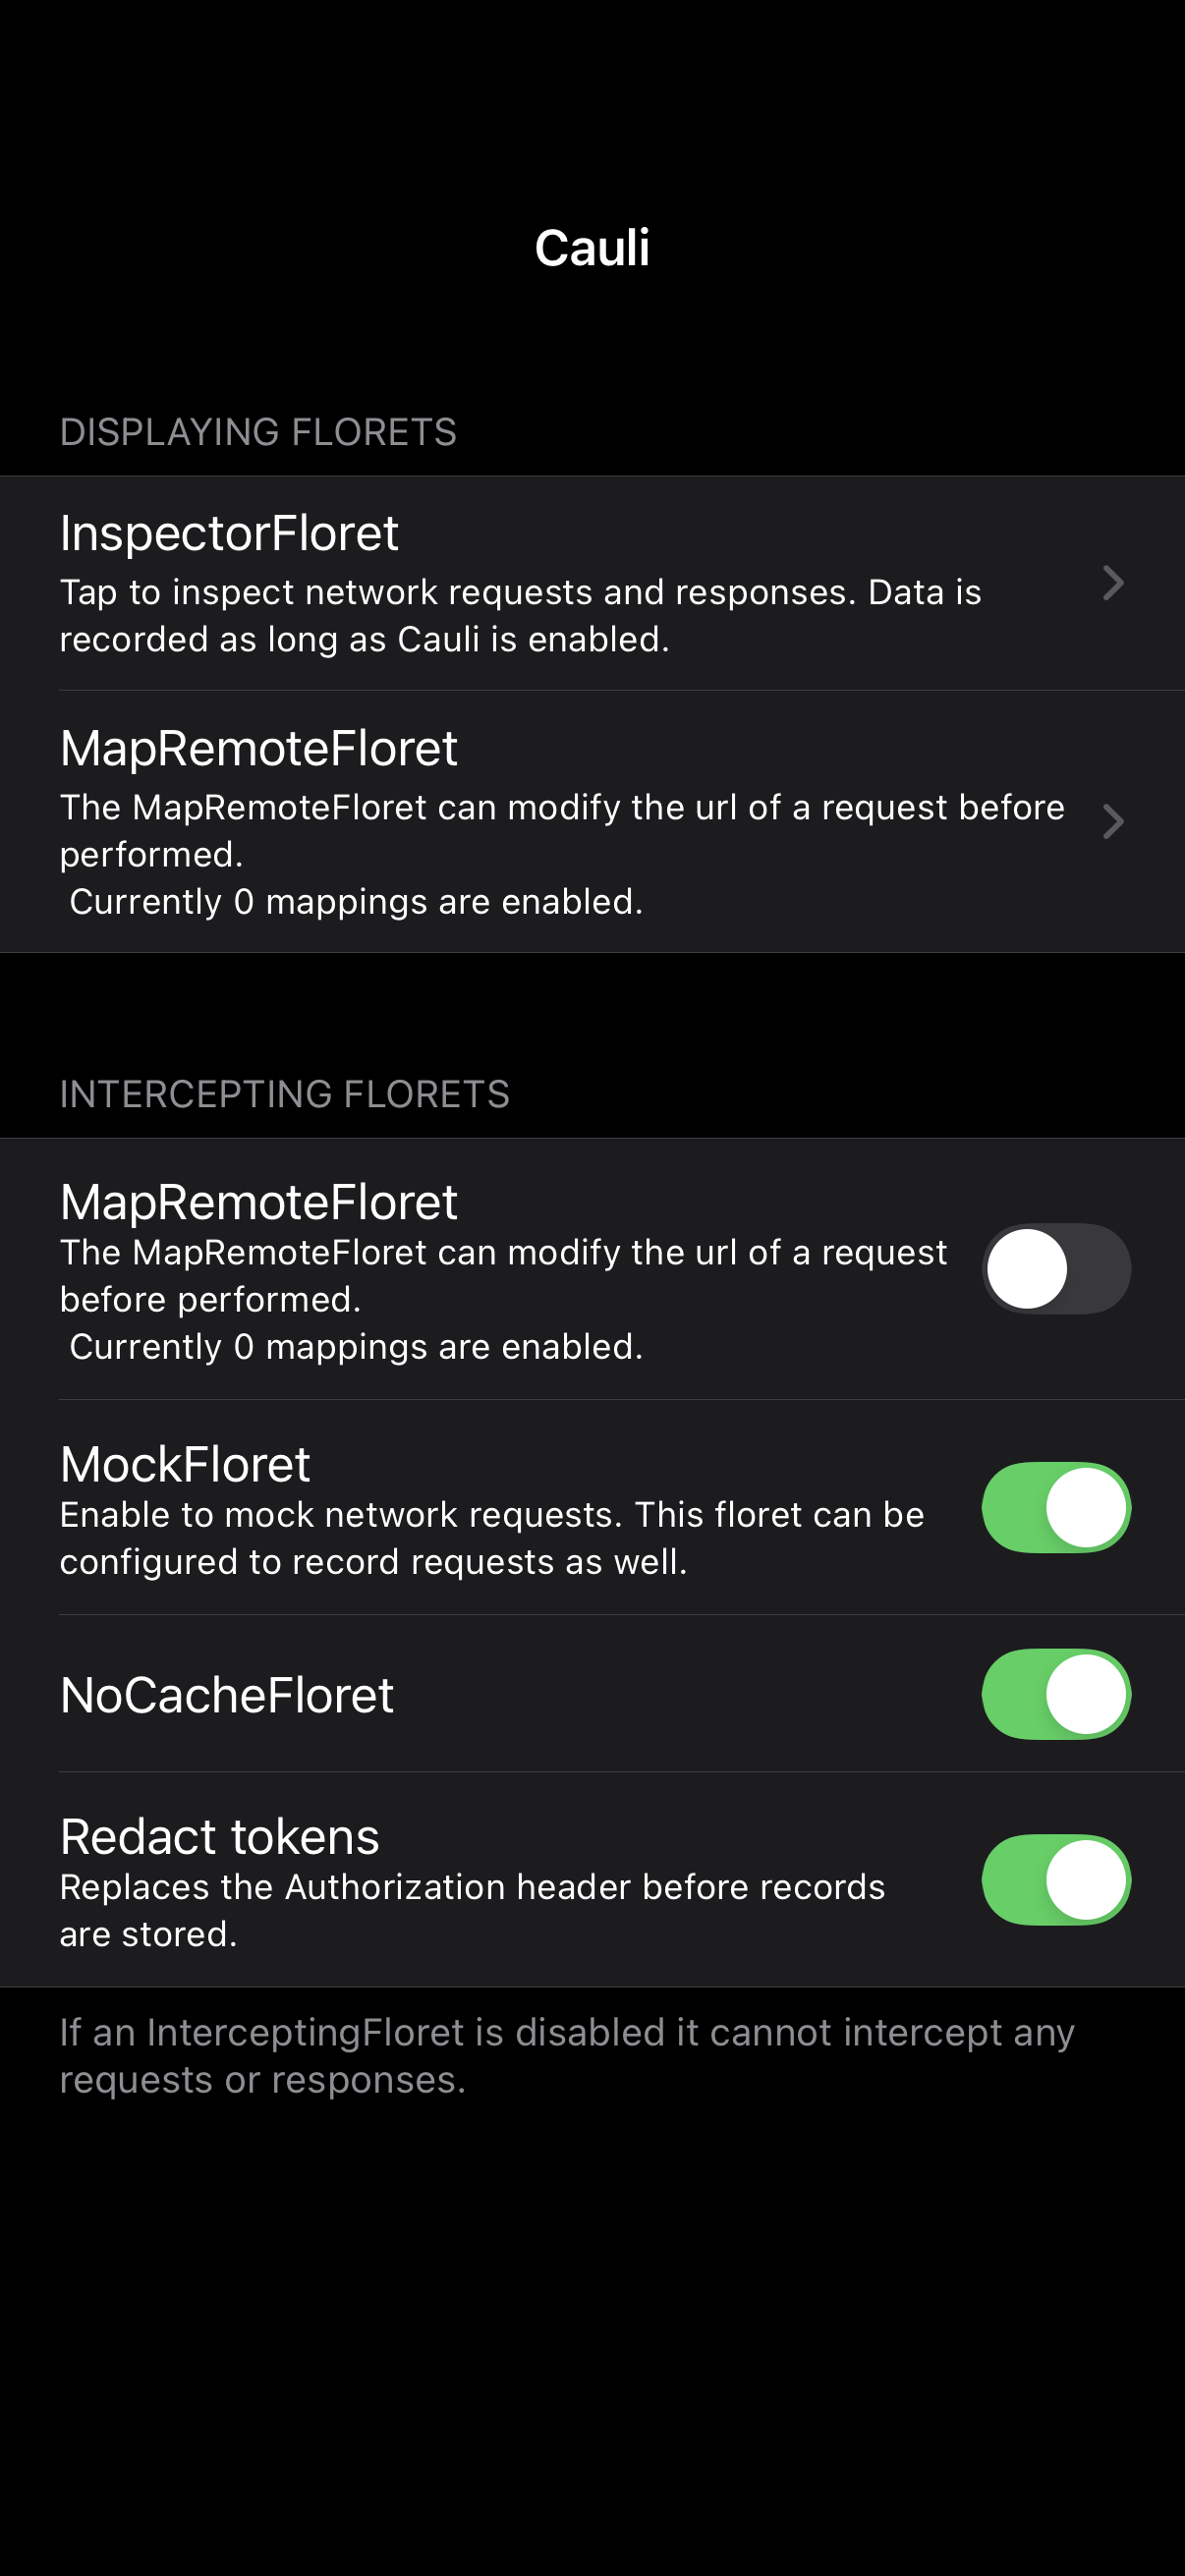 Cauli
DISPLAYING FLORETS
InspectorFloret
Tap to inspect network requests and responses. Data is
recorded as long as Cauli is enabled.
MapRemoteFloret
The MapRemoteFloret can modify the url of a request before
performed.
Currently 0 mappings are enabled.
INTERCEPTING FLORETS
MapRemoteFloret
The MapRemoteFloret can modify the url of a request
before performed.
Currently 0 mappings are enabled.
MockFloret
Enable to mock network requests. This floret can be
configured to record requests as well.
NoCacheFloret
Redact tokens
Replaces the Authorization header before records
are stored.
If an InterceptingFloret is disabled it cannot intercept any
requests or responses.